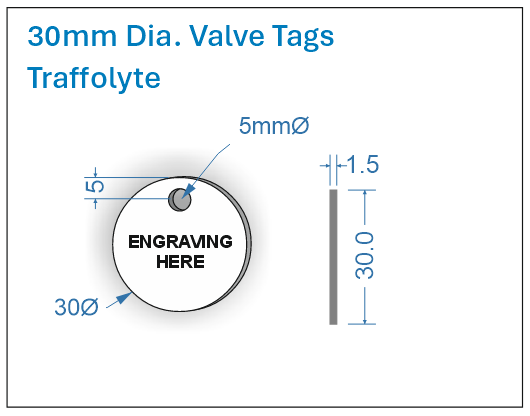 30mm Dia. Valve Tags
Traffolyte
5mmØ
1.5
5
ENGRAVING
HERE
30.0
30Ø